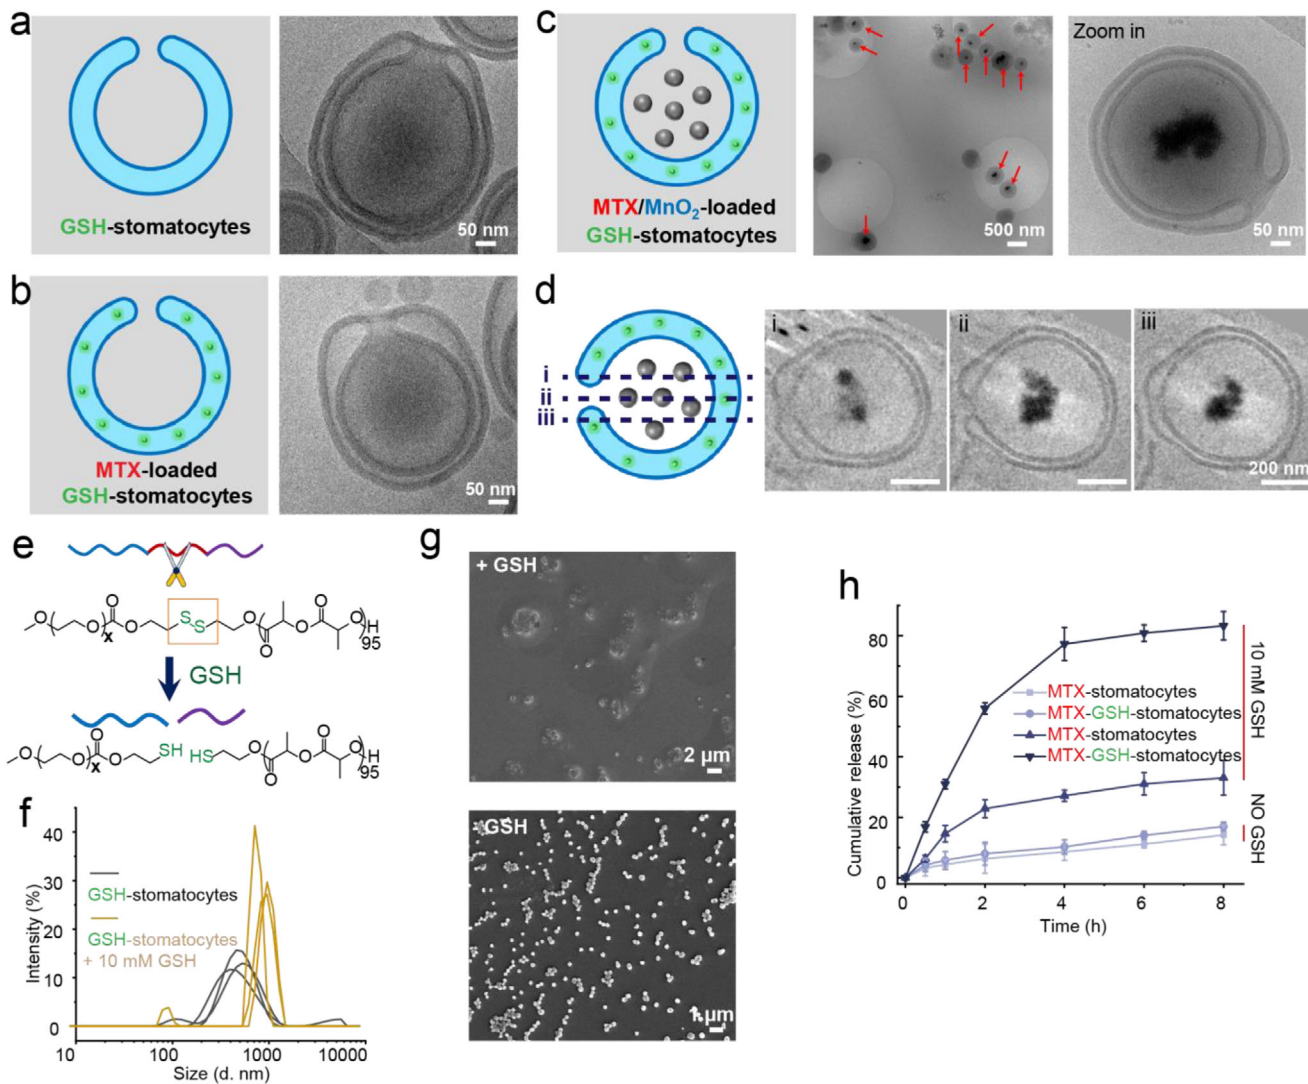 a
GSH-stomatocytes
50 nm
b
MTX-loaded
GSH-stomatocytes
50 nm
c
MTX/MnO₂-loaded
GSH-stomatocytes
500 nm
Zoom in
50 nm
d
i
ii
iii
i
ii
iii
200 nm
e
O
O
x
O
O
S
S
O
O
O
O
O
H
95
GSH
O
O
x
O
O
SH
HS
O
O
O
O
O
H
95
f
Intensity (%)
40
30
20
10
0
GSH-stomatocytes
GSH-stomatocytes
+ 10 mM GSH
10
100
1000
10000
Size (d. nm)
g
+ GSH
2 µm
GSH
1 µm
h
Cumulative release (%)
80
60
40
20
0
MTX-stomatocytes
MTX-GSH-stomatocytes
MTX-stomatocytes
MTX-GSH-stomatocytes
10 mM GSH
NO GSH
0
2
4
6
8
Time (h)